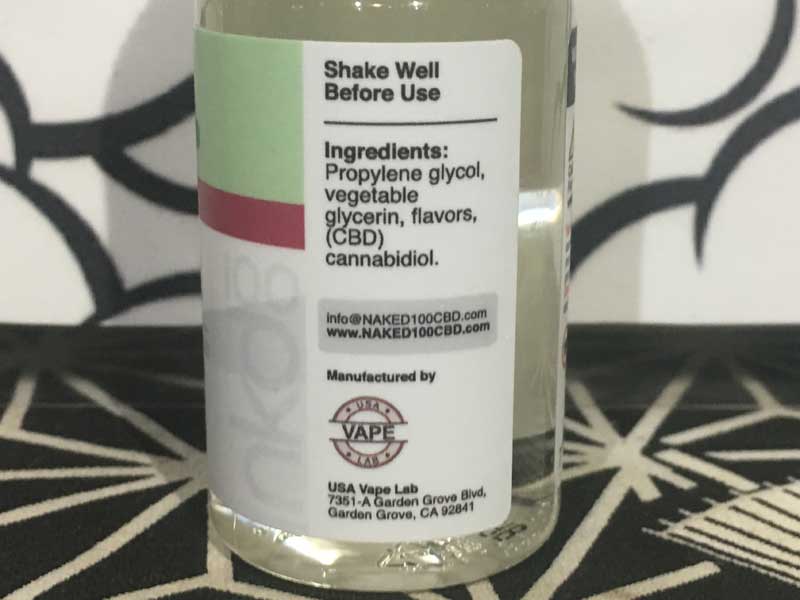 Shake Well
Before Use
Ingredients:
Propylene glycol,
vegetable
glycerin, flavors,
(CBD)
cannabidiol.
info@NAKED100CBD.com
www.NAKED100CBD.com
Manufactured by
USA
VAPE
LAB
USA Vape Lab
7351-A Garden Grove Blvd,
Garden Grove, CA 92841